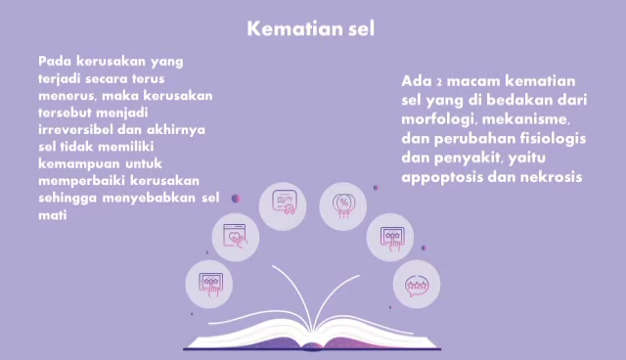 Kematian sel
Pada kerusakan yang
terjadi secara terus
menerus, maka kerusakan
tersebut menjadi
irreversibel dan akhirnya
sel tidak memiliki
kemampuan untuk
memperbaiki kerusakan
sehingga menyebabkan sel
mati
Ada 2 macam kematian
sel yang di bedakan dari
morfologi, mekanisme,
dan perubahan fisiologis
dan penyakit, yaitu
appoptosis dan nekrosis
%